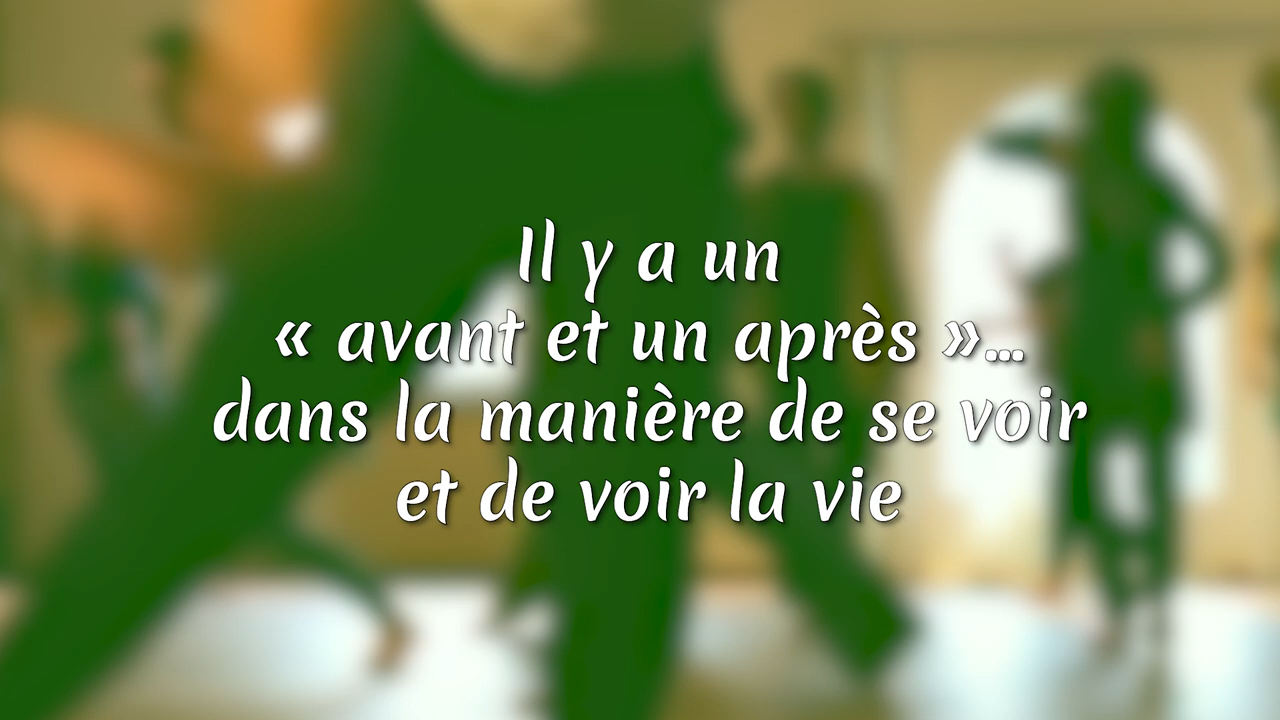 Il y a un
« avant et un après »...
dans la manière de se voir
et de voir la vie